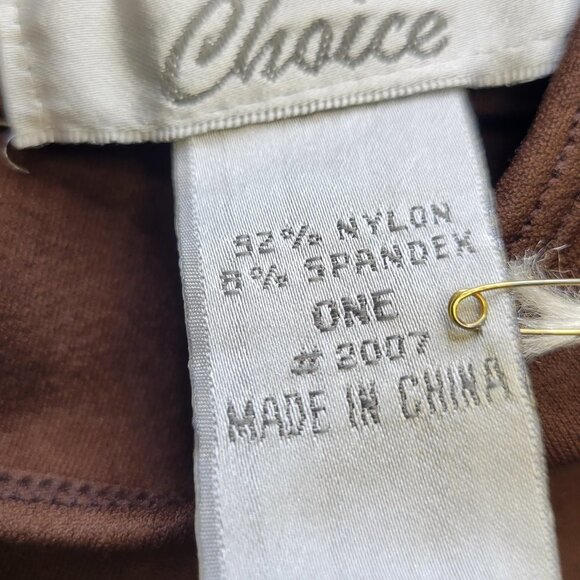 Choice
92% NYLON
8% SPANDEX
ONE
# 3007
MADE IN CHINA